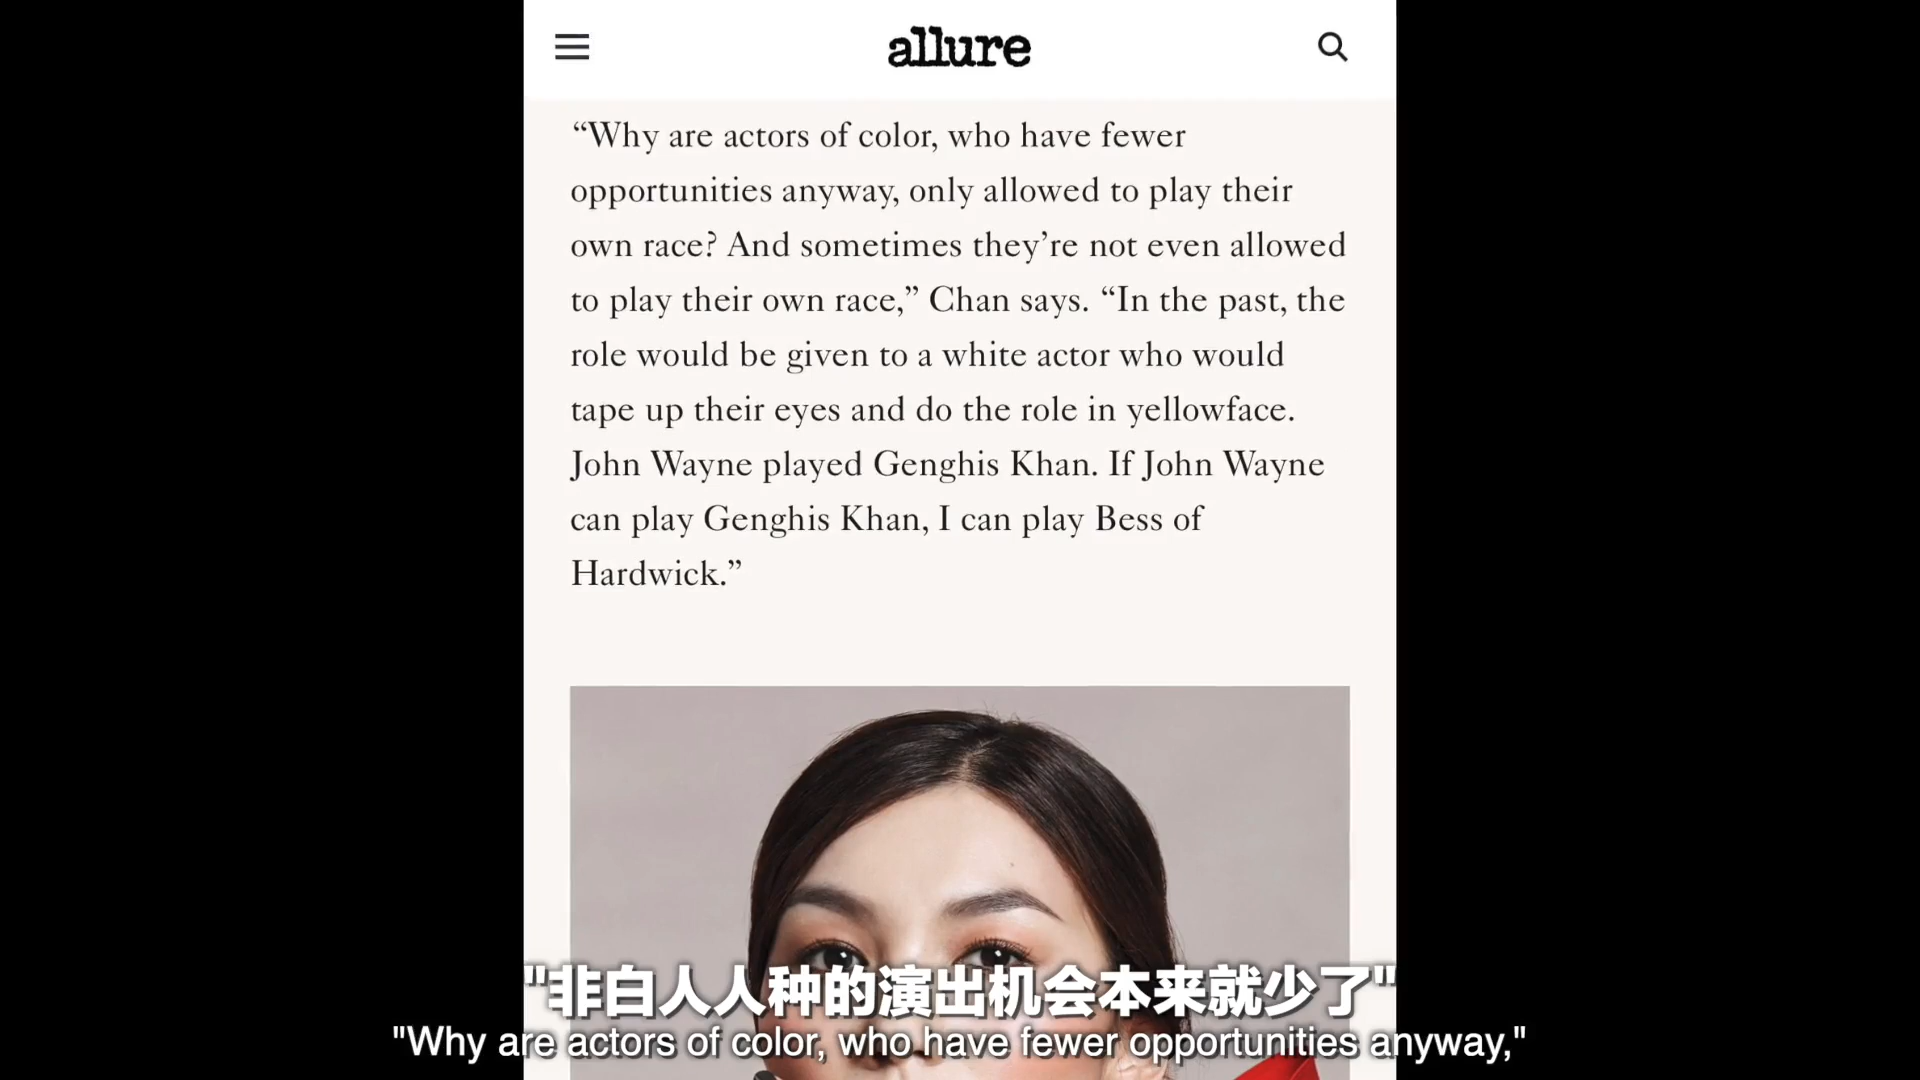 allure
“Why are actors of color, who have fewer
opportunities anyway, only allowed to play their
own race? And sometimes they’re not even allowed
to play their own race,” Chan says. “In the past, the
role would be given to a white actor who would
tape up their eyes and do the role in yellowface.
John Wayne played Genghis Khan. If John Wayne
can play Genghis Khan, I can play Bess of
Hardwick.”
"非白人人种的演出机会本来就少了"
"Why are actors of color, who have fewer opportunities anyway,"